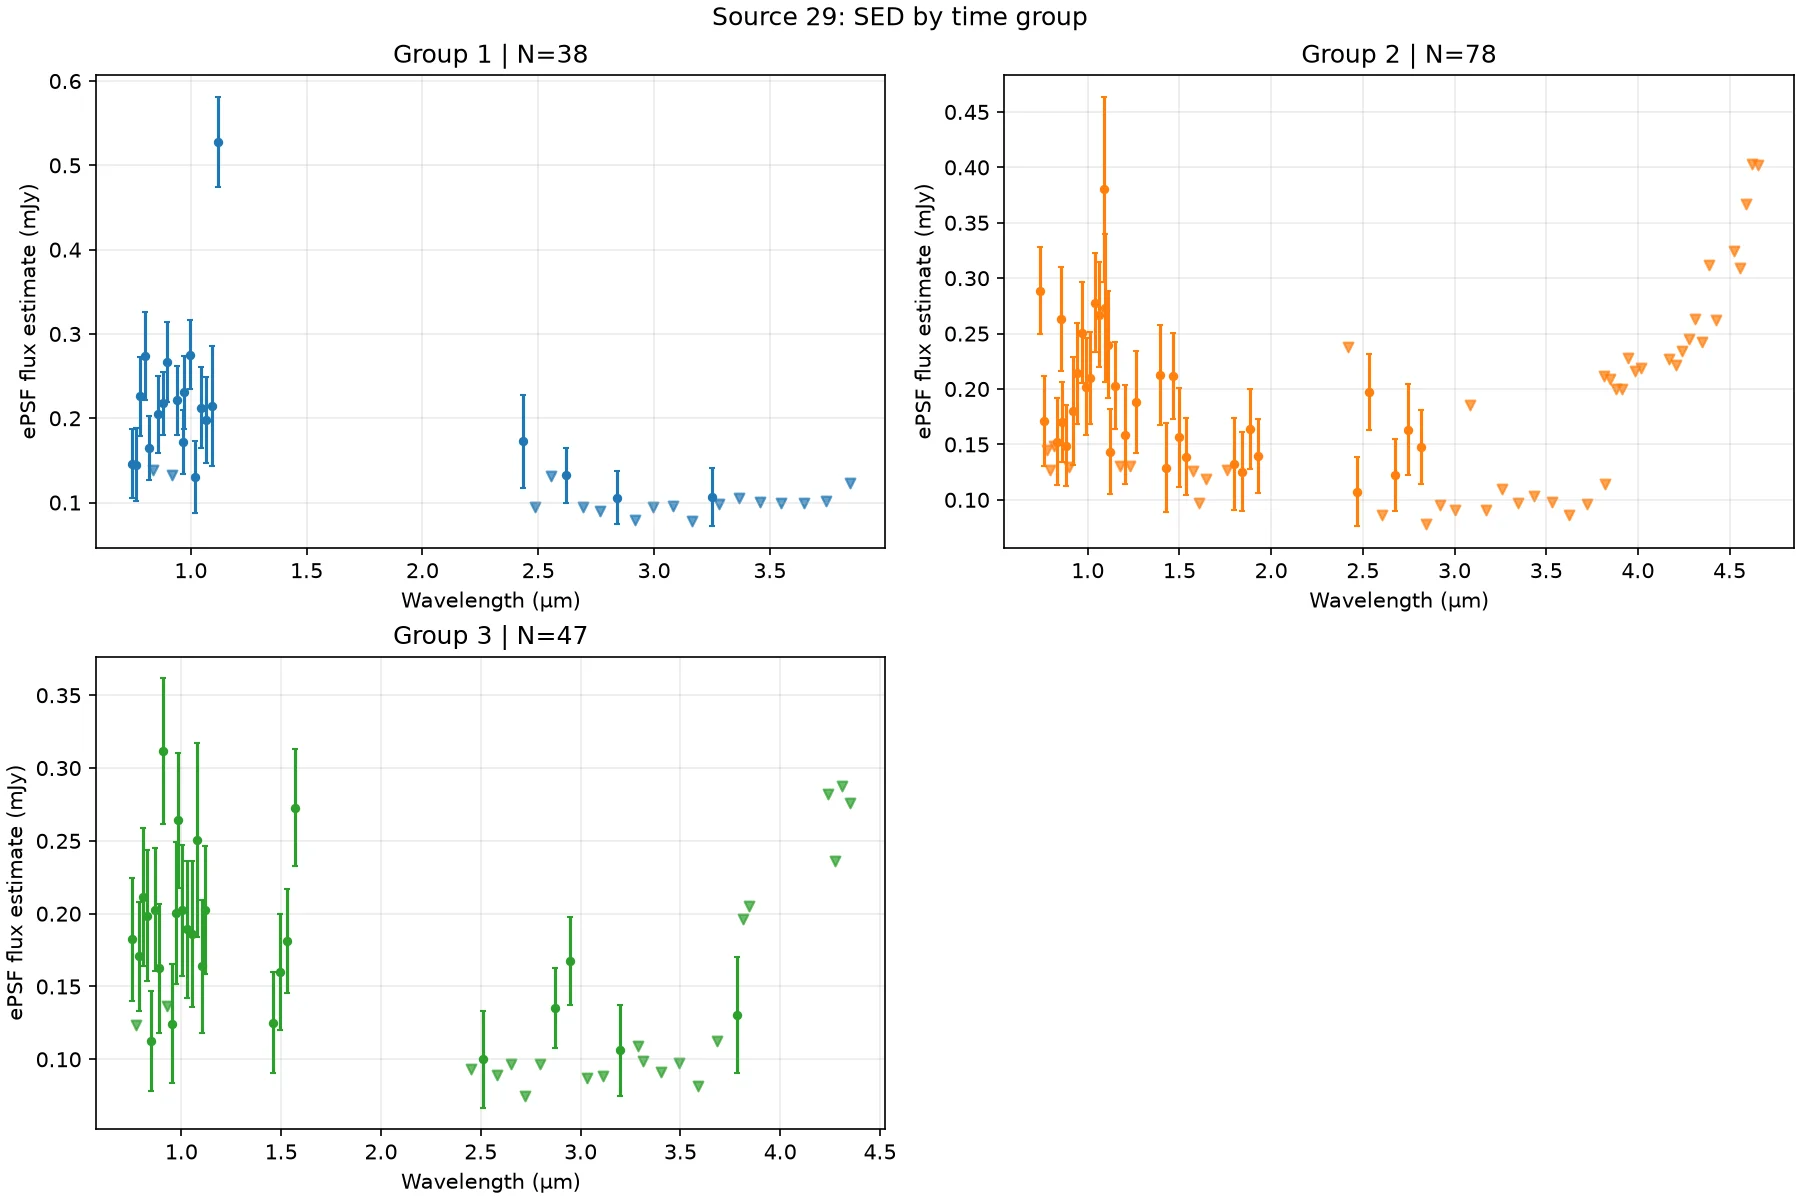 Source 29: SED by time group
Group 1 | N=38
ePSF flux estimate (mJy)
0.6
0.5
0.4
0.3
0.2
0.1
1.0 1.5 2.0 2.5 3.0 3.5
Wavelength (μm)
Group 2 | N=78
ePSF flux estimate (mJy)
0.45
0.40
0.35
0.30
0.25
0.20
0.15
0.10
1.0 1.5 2.0 2.5 3.0 3.5 4.0 4.5
Wavelength (μm)
Group 3 | N=47
ePSF flux estimate (mJy)
0.35
0.30
0.25
0.20
0.15
0.10
1.0 1.5 2.0 2.5 3.0 3.5 4.0 4.5
Wavelength (μm)